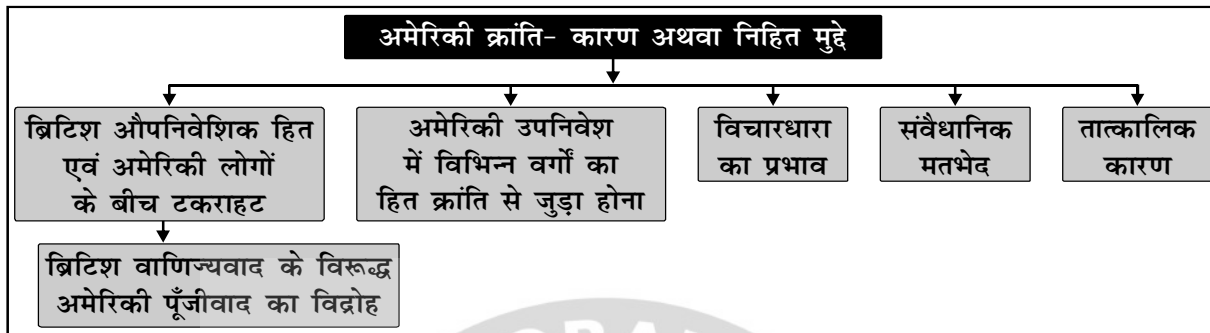 अमेरिकी क्रांति- कारण अथवा निहित मुद्दे
ब्रिटिश औपनिवेशिक हित
एवं अमेरिकी लोगों
के बीच टकराहट
अमेरिकी उपनिवेश
में विभिन्न वर्गों का
हित क्रांति से जुड़ा होना
विचारधारा
का प्रभाव
संवैधानिक
मतभेद
तात्कालिक
कारण
ब्रिटिश वाणिज्यवाद के विरूद्ध
अमेरिकी पूँजीवाद का विद्रोह